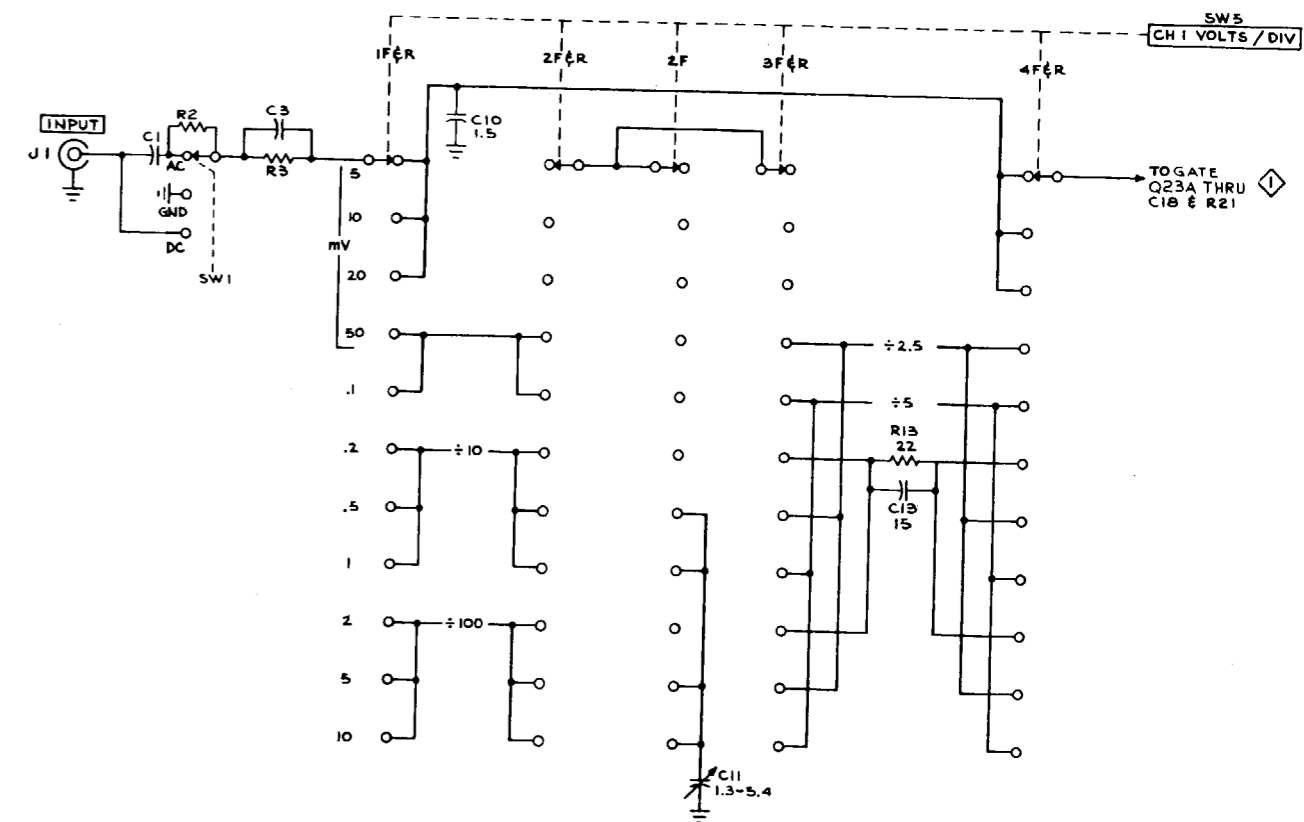 SW5
CH 1 VOLTS / DIV
1F&R
2F&R
2F
3F&R
4F&R
INPUT
J1
C1
R2
C3
R3
AC
GND
DC
SW1
C10
1.5
TO GATE
Q23A THRU
C18 & R21
1
mV
5
10
20
50
.1
.2
.5
1
2
5
10
÷10
÷100
÷2.5
÷5
R13
22
C13
15
C11
1.3-5.4